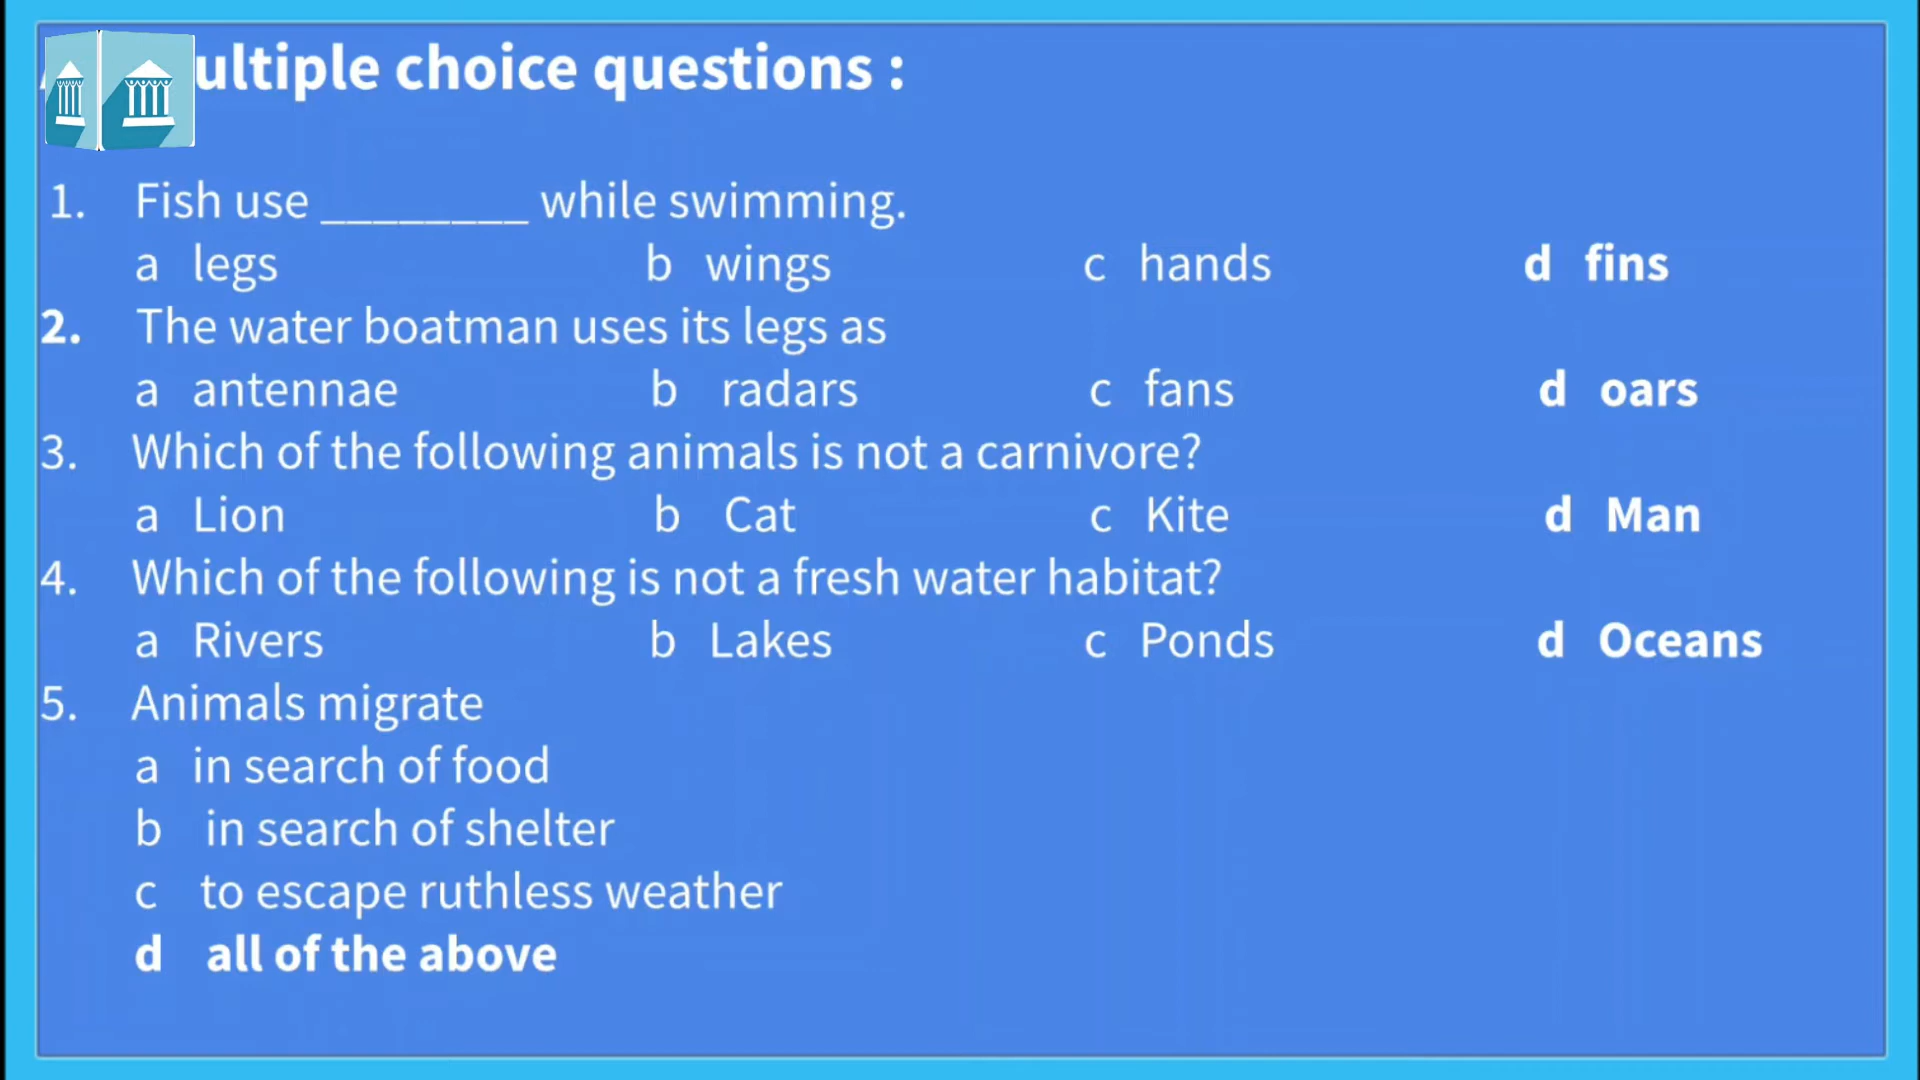 ultiple choice questions :
1. Fish use ________ while swimming.
a legs b wings c hands d fins
2. The water boatman uses its legs as
a antennae b radars c fans d oars
3. Which of the following animals is not a carnivore?
a Lion b Cat c Kite d Man
4. Which of the following is not a fresh water habitat?
a Rivers b Lakes c Ponds d Oceans
5. Animals migrate
a in search of food
b in search of shelter
c to escape ruthless weather
d all of the above